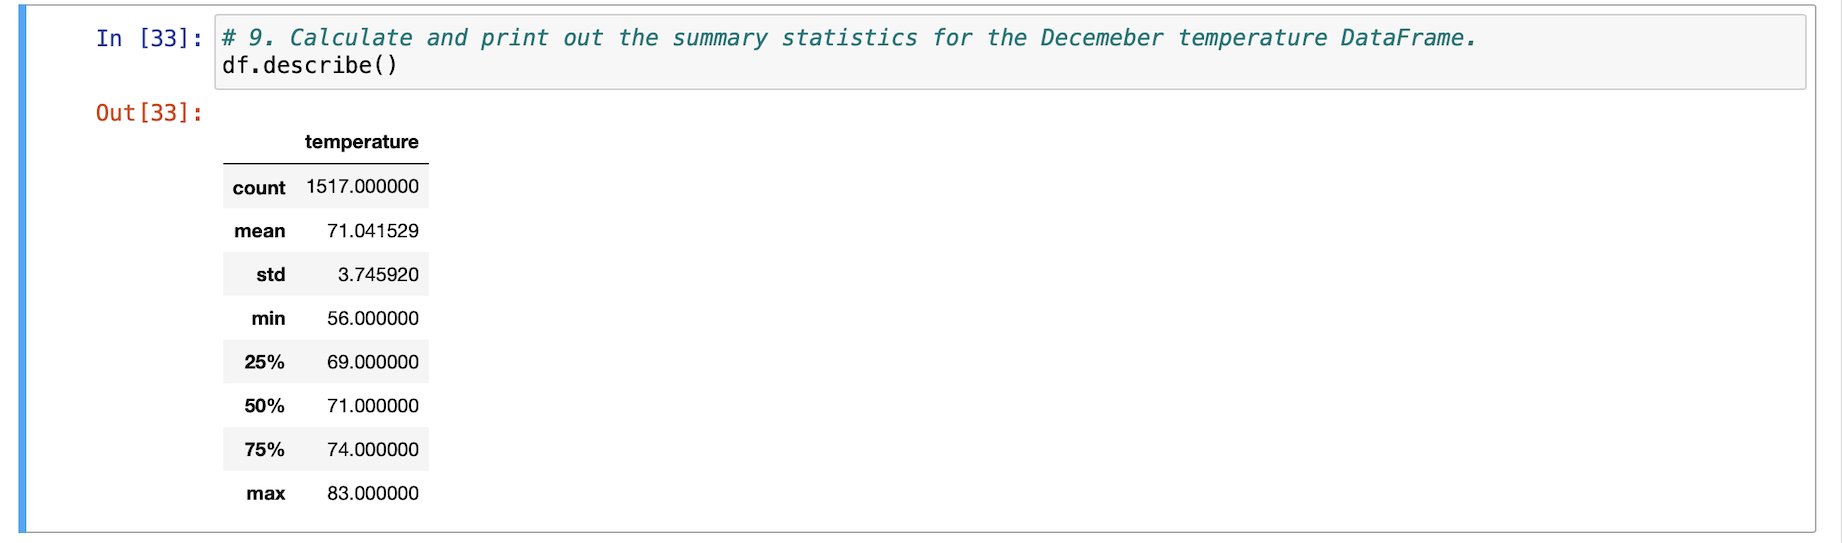 In [33]: # 9. Calculate and print out the summary statistics for the Decemeber temperature DataFrame.
df.describe()
Out[33]:
temperature
count 1517.000000
mean 71.041529
std 3.745920
min 56.000000
25% 69.000000
50% 71.000000
75% 74.000000
max 83.000000